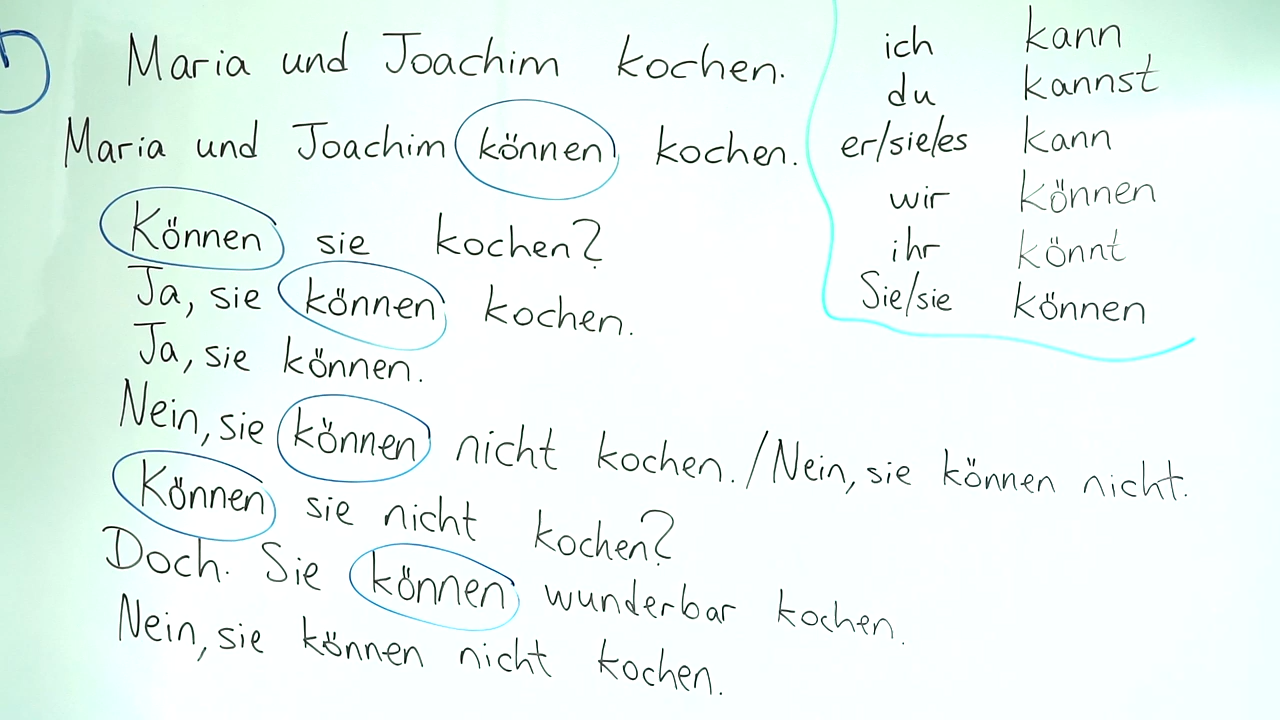 Maria und Joachim kochen.
Maria und Joachim können kochen.
Können sie kochen?
Ja, sie können kochen.
Ja, sie können.
Nein, sie können nicht kochen./Nein, sie können nicht.
Können sie nicht kochen?
Doch. Sie können wunderbar kochen.
Nein, sie können nicht kochen.
ich kann
du kannst
er/sie/es kann
wir können
ihr könnt
Sie/sie können